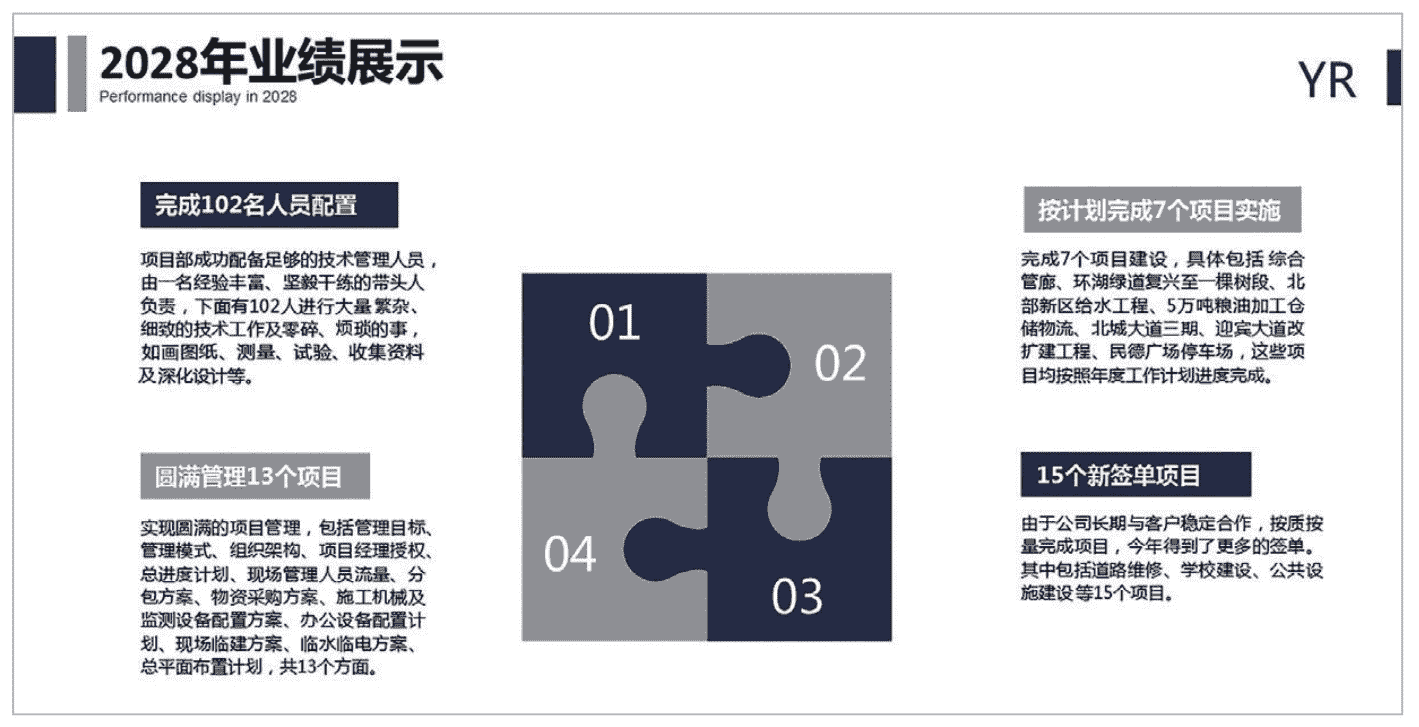 2028年业绩展示
Performance display in 2028
YR
完成102名人员配置
项目部成功配备足够的技术管理人员，
由一名经验丰富、坚毅干练的带头人
负责，下面有102人进行大量繁杂、
细致的技术工作及零碎、烦琐的事，
如画图纸、测量、试验、收集资料
及深化设计等。
圆满管理13个项目
实现圆满的项目管理，包括管理目标、
管理模式、组织架构、项目经理授权、
总进度计划、现场管理人员流量、分
包方案、物资采购方案、施工机械及
监测设备配置方案、办公设备配置计
划、现场临建方案、临水临电方案、
总平面布置计划，共13个方面。
01
02
04
03
按计划完成7个项目实施
完成7个项目建设，具体包括 综合
管廊、环湖绿道复兴至一棵树段、北
部新区给水工程、5万吨粮油加工仓
储物流、北城大道三期、迎宾大道改
扩建工程、民德广场停车场，这些项
目均按照年度工作计划进度完成。
15个新签单项目
由于公司长期与客户稳定合作，按质按
量完成项目，今年得到了更多的签单。
其中包括道路维修、学校建设、公共设
施建设等15个项目。